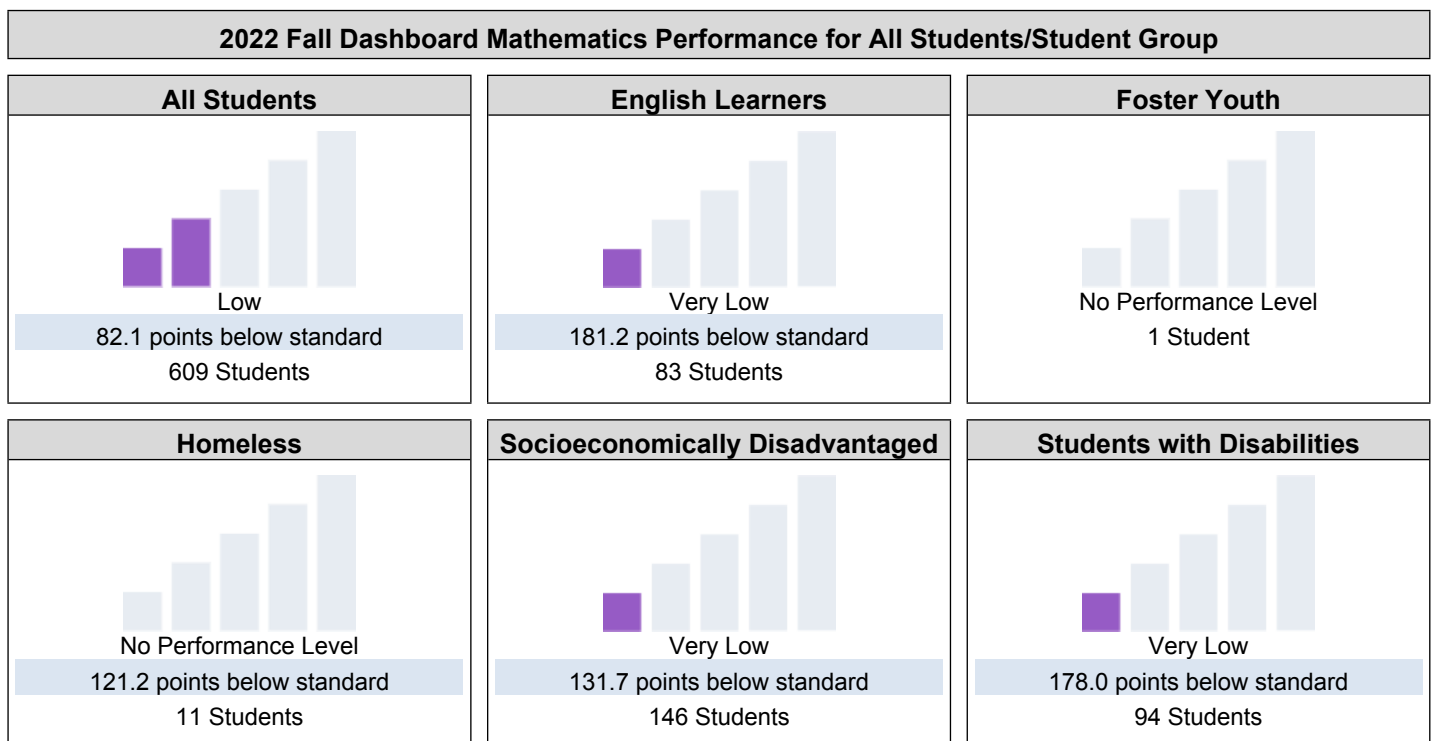 2022 Fall Dashboard Mathematics Performance for All Students/Student Group
All Students
Low
82.1 points below standard
609 Students
English Learners
Very Low
181.2 points below standard
83 Students
Foster Youth
No Performance Level
1 Student
Homeless
No Performance Level
121.2 points below standard
11 Students
Socioeconomically Disadvantaged
Very Low
131.7 points below standard
146 Students
Students with Disabilities
Very Low
178.0 points below standard
94 Students